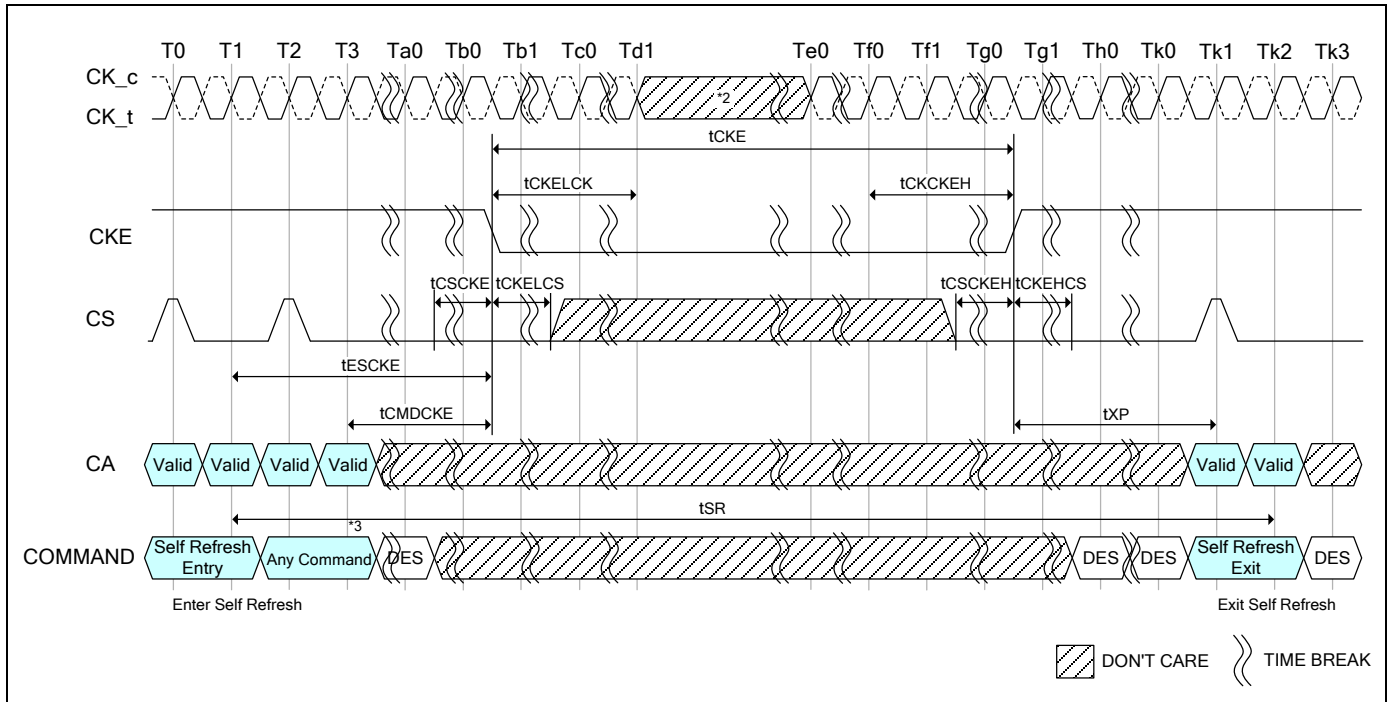 T0 T1 T2 T3 Ta0 Tb0 Tb1 Tc0 Td1 Te0 Tf0 Tf1 Tg0 Tg1 Th0 Tk0 Tk1 Tk2 Tk3
CK_c
*2
CK_t
tCKE
tCKELCK tCKCKEH
CKE
tCSCKE tCKELCS tCSCKEH tCKEHCS
CS
tESCKE
tCMDCKE tXP
CA Valid Valid Valid Valid Valid Valid
tSR
*3
COMMAND Self Refresh Entry Any Command DES DES DES Self Refresh Exit DES
Enter Self Refresh Exit Self Refresh
DON'T CARE TIME BREAK